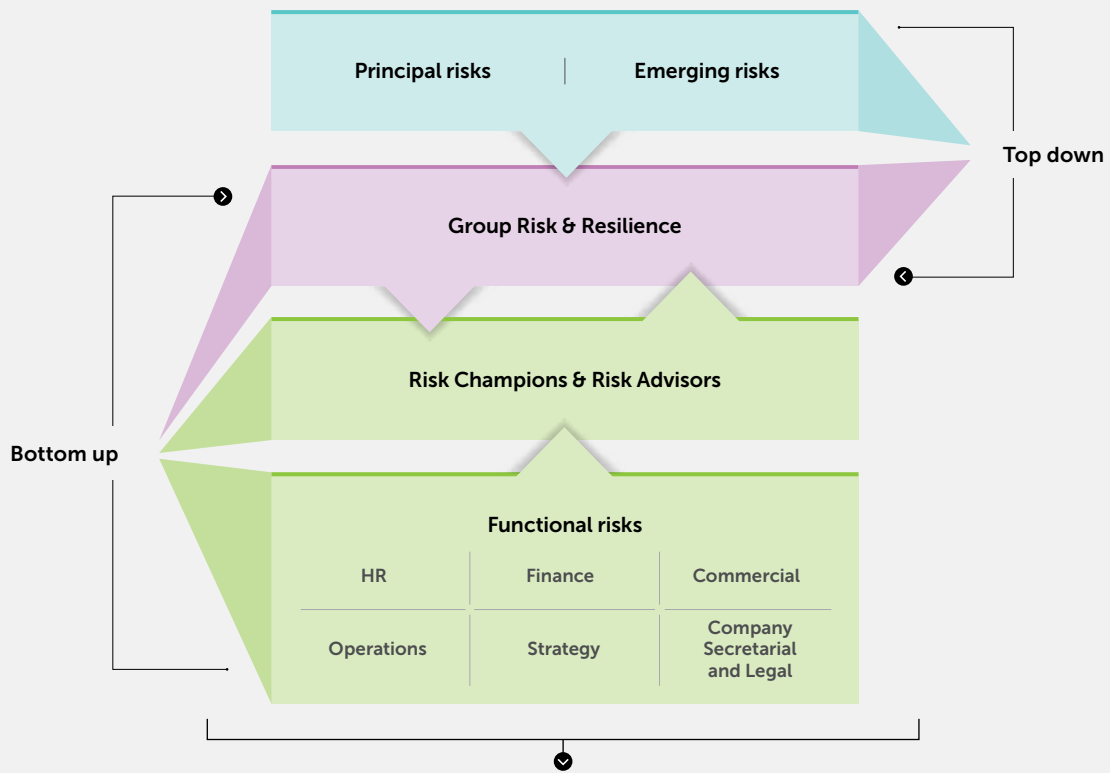 Principal risks
Emerging risks
Top down
Group Risk & Resilience
Risk Champions & Risk Advisors
Bottom up
Functional risks
HR
Finance
Commercial
Operations
Strategy
Company
Secretarial
and Legal